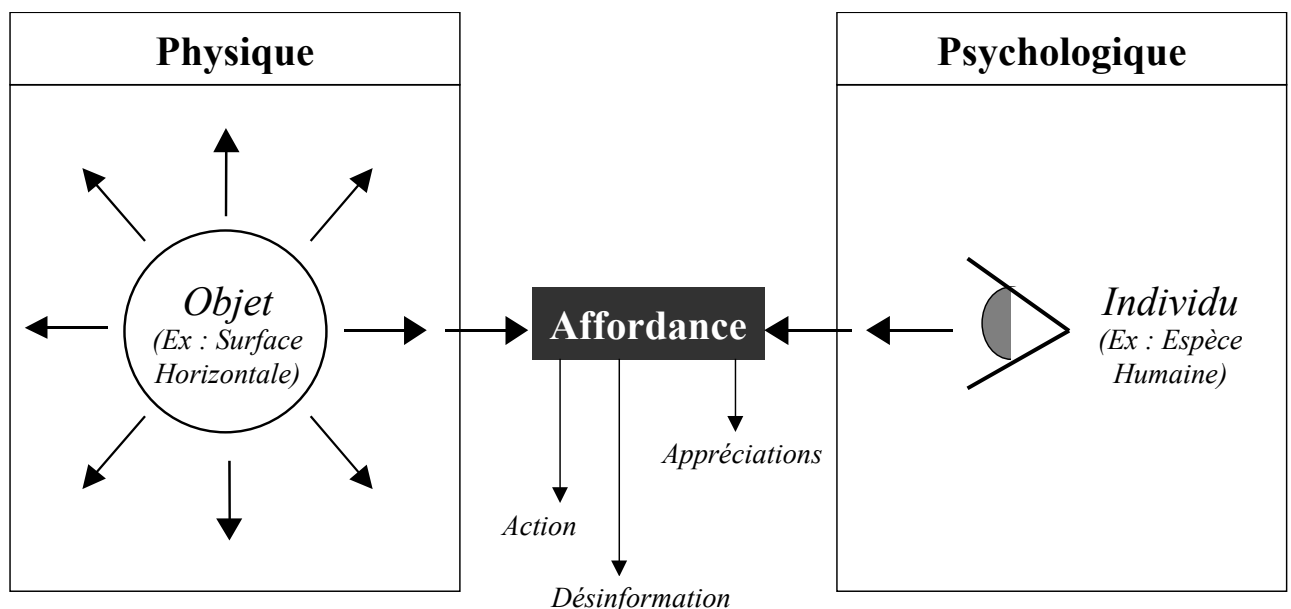 Physique
Psychologique
Objet
(Ex : Surface
Horizontale)
Affordance
Individu
(Ex : Espèce
Humaine)
Appréciations
Action
Désinformation